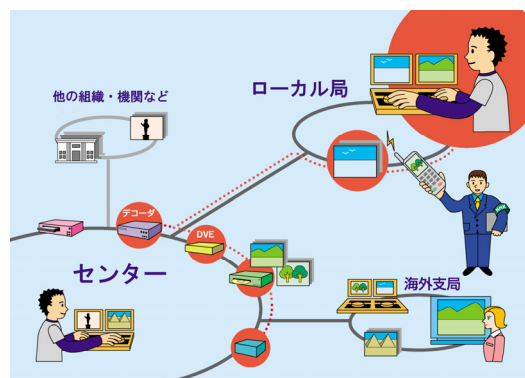 他の組織・機関など
ローカル局
デコーダ
DVE
センター
海外支局